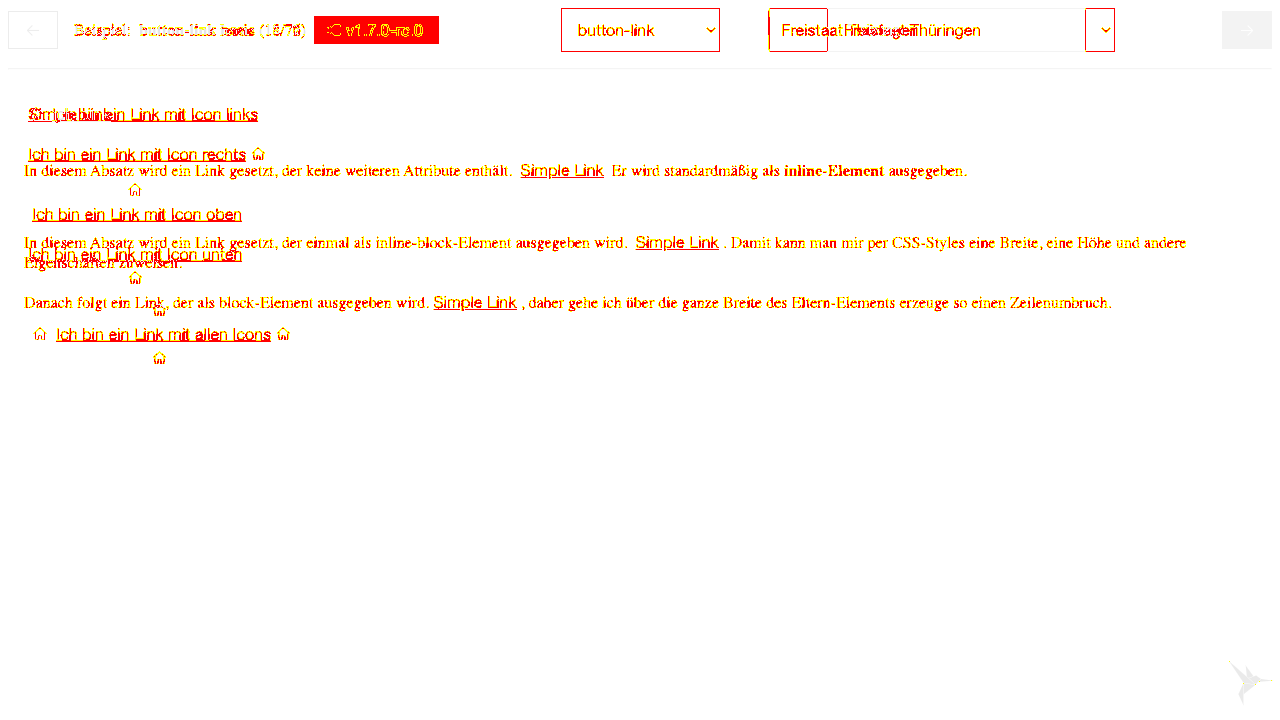 Beispiel: button-link
v1.7.0-rc.0
button-link
Freistaat Thüringen
Ich bin ein Link mit Icon links
Ich bin ein Link mit Icon rechts
In diesem Absatz wird ein Link gesetzt, der keine weiteren Attribute enthält. Simple Link Er wird standardmäßig als inline-Element ausgegeben.
Ich bin ein Link mit Icon oben
In diesem Absatz wird ein Link gesetzt, der einmal als inline-block-Element ausgegeben wird. Simple Link . Damit kann man mir per CSS-Styles eine Breite, eine Höhe und andere
Ich bin ein Link mit Icon unten
Eigenschaften zuweisen.
Danach folgt ein Link, der als block-Element ausgegeben wird. Simple Link , daher gehe ich über die ganze Breite des Eltern-Elements erzeuge so einen Zeilenumbruch.
Ich bin ein Link mit allen Icons